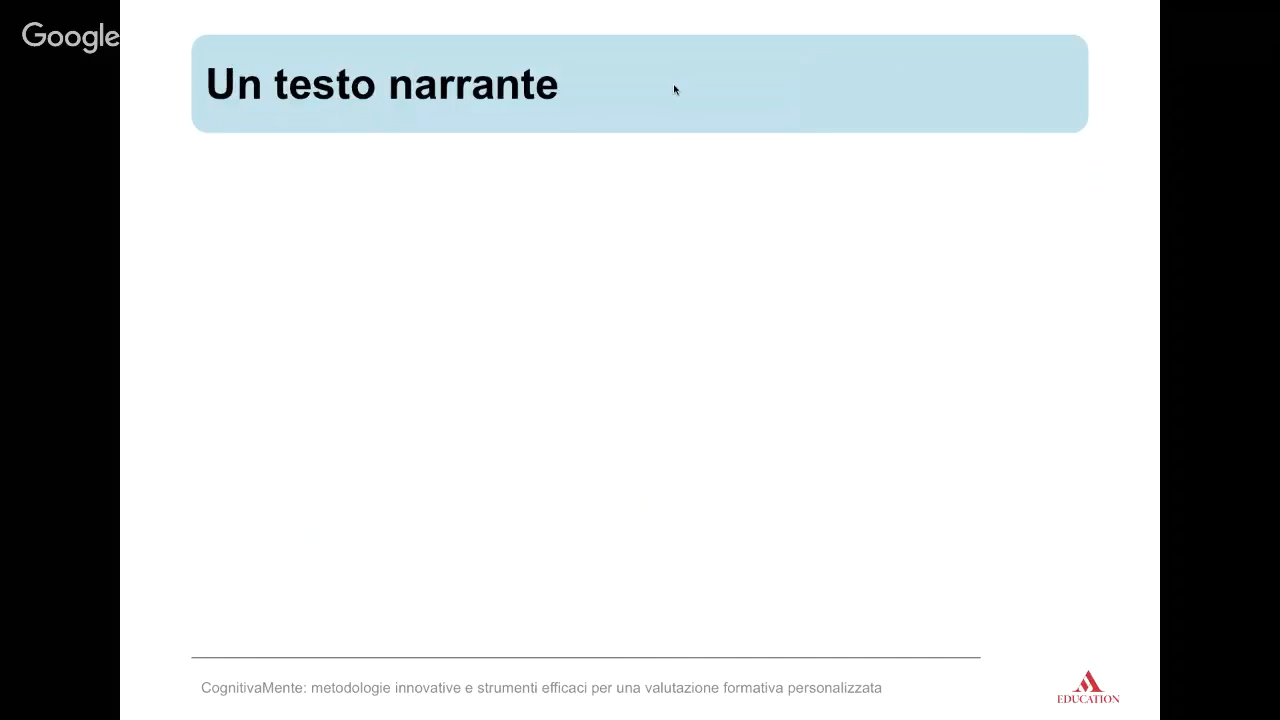 Google
Un testo narrante
CognitivaMente: metodologie innovative e strumenti efficaci per una valutazione formativa personalizzata
EDUCATION